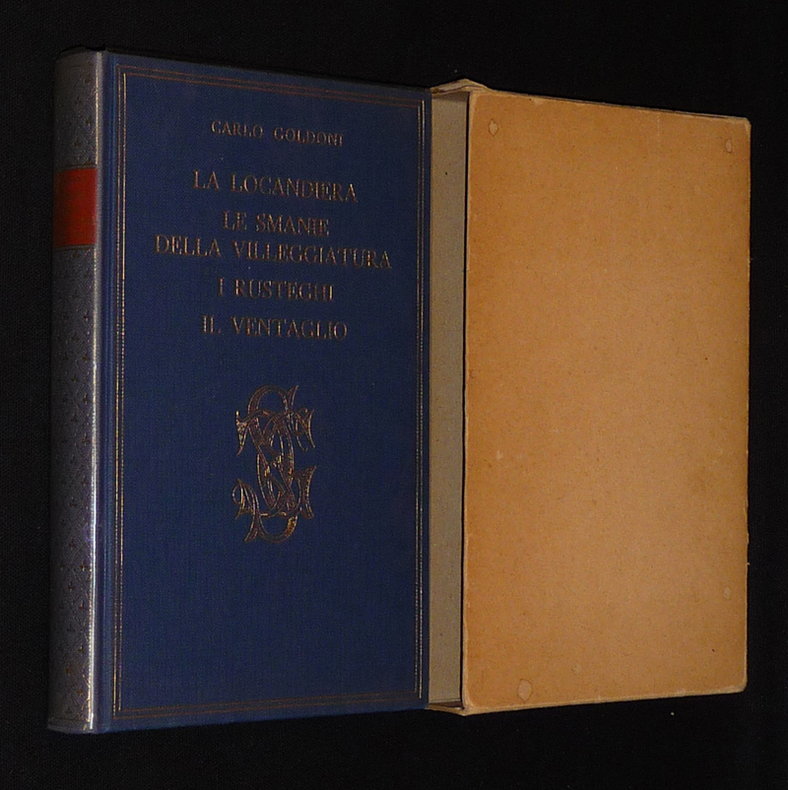 CARLO GOLDONI
LA LOCANDIERA
LE SMANIE
DELLA VILLEGGIATURA
I RUSTEGHI
IL VENTAGLIO